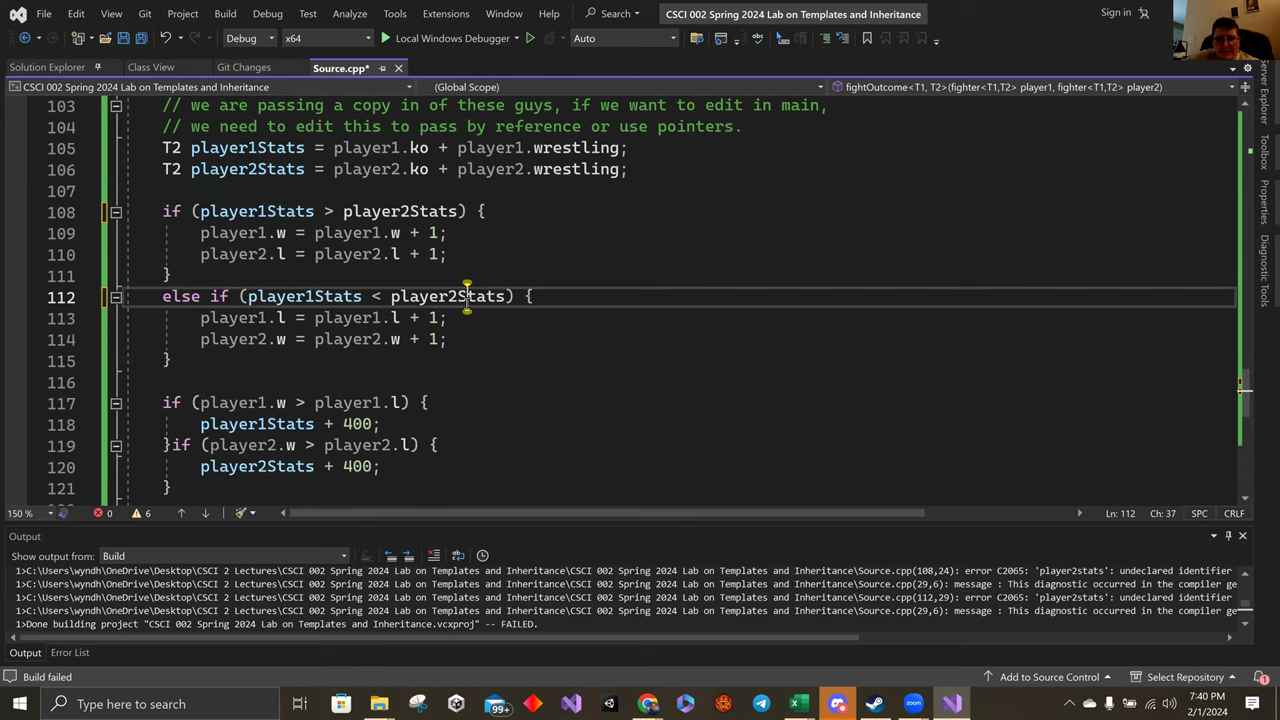 File Edit View Git Project Build Debug Test Analyze Tools Extensions Window Help Search CSCI 002 Spring 2024 Lab on Templates and Inheritance Sign in
Debug x64 Local Windows Debugger Auto
Solution Explorer Class View Git Changes Source.cpp*
CSCI 002 Spring 2024 Lab on Templates and Inheritance (Global Scope) fightOutcome<T1, T2>(fighter<T1,T2> player1, fighter<T1,T2> player2)
103 // we are passing a copy in of these guys, if we want to edit in main,
104 // we need to edit this to pass by reference or use pointers.
105 T2 player1Stats = player1.ko + player1.wrestling;
106 T2 player2Stats = player2.ko + player2.wrestling;
107
108 if (player1Stats > player2Stats) {
109 player1.w = player1.w + 1;
110 player2.l = player2.l + 1;
111 }
112 else if (player1Stats < player2Stats) {
113 player1.l = player1.l + 1;
114 player2.w = player2.w + 1;
115 }
116
117 if (player1.w > player1.l) {
118 player1Stats + 400;
119 }if (player2.w > player2.l) {
120 player2Stats + 400;
121 }
Server Explorer
Toolbox
Properties
Diagnostic Tools
150 % 0 6 Ln: 112 Ch: 37 SPC CRLF
Output
Show output from: Build
1>C:\Users\wyndh\OneDrive\Desktop\CSCI 2 Lectures\CSCI 002 Spring 2024 Lab on Templates and Inheritance\CSCI 002 Spring 2024 Lab on Templates and Inheritance\Source.cpp(108,29): error C2065: 'player2stats': undeclared identifier
1>C:\Users\wyndh\OneDrive\Desktop\CSCI 2 Lectures\CSCI 002 Spring 2024 Lab on Templates and Inheritance\CSCI 002 Spring 2024 Lab on Templates and Inheritance\Source.cpp(29,6): message : This diagnostic occurred in the compiler ge
1>C:\Users\wyndh\OneDrive\Desktop\CSCI 2 Lectures\CSCI 002 Spring 2024 Lab on Templates and Inheritance\CSCI 002 Spring 2024 Lab on Templates and Inheritance\Source.cpp(112,29): error C2065: 'player2stats': undeclared identifier
1>C:\Users\wyndh\OneDrive\Desktop\CSCI 2 Lectures\CSCI 002 Spring 2024 Lab on Templates and Inheritance\CSCI 002 Spring 2024 Lab on Templates and Inheritance\Source.cpp(29,6): message : This diagnostic occurred in the compiler ge
1>Done building project "CSCI 002 Spring 2024 Lab on Templates and Inheritance.vcxproj" -- FAILED.
Output Error List
Build failed Add to Source Control Select Repository 1
Type here to search 99+ zoom 7:40 PM
2/1/2024